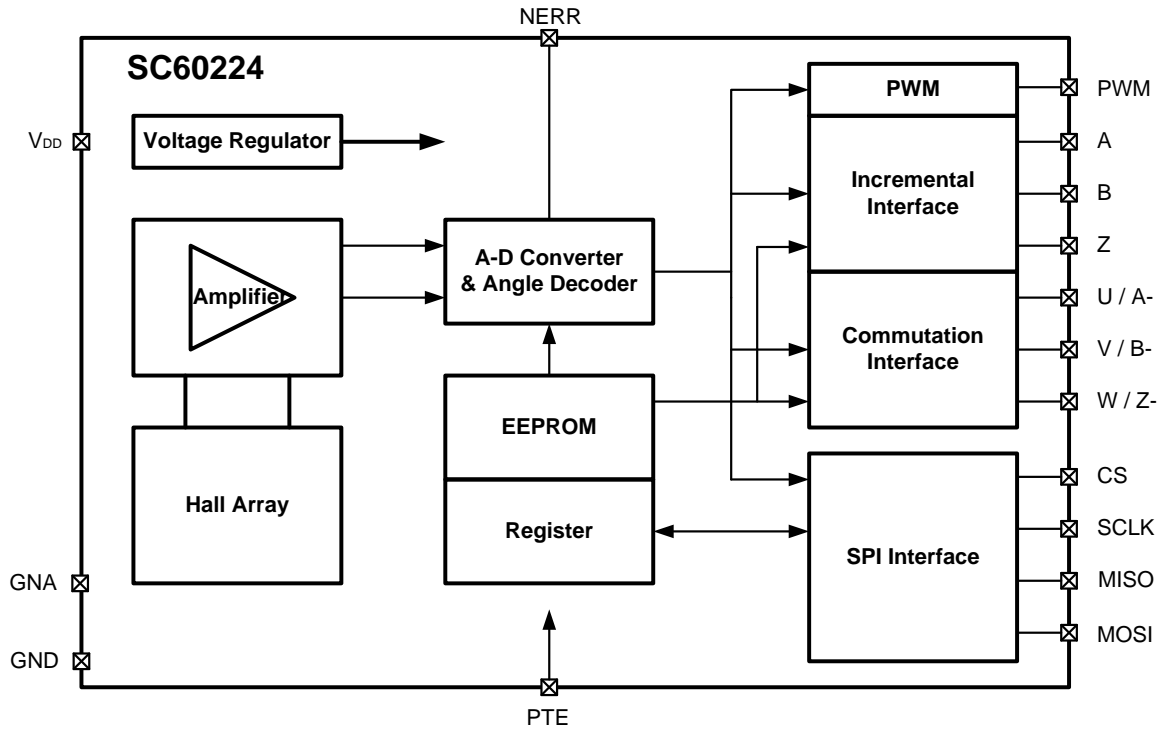 NERR
SC60224
VDD
Voltage Regulator
Amplifier
Hall Array
GNA
GND
A-D Converter
& Angle Decoder
EEPROM
Register
PTE
PWM
Incremental
Interface
Commutation
Interface
SPI Interface
PWM
A
B
Z
U / A-
V / B-
W / Z-
CS
SCLK
MISO
MOSI